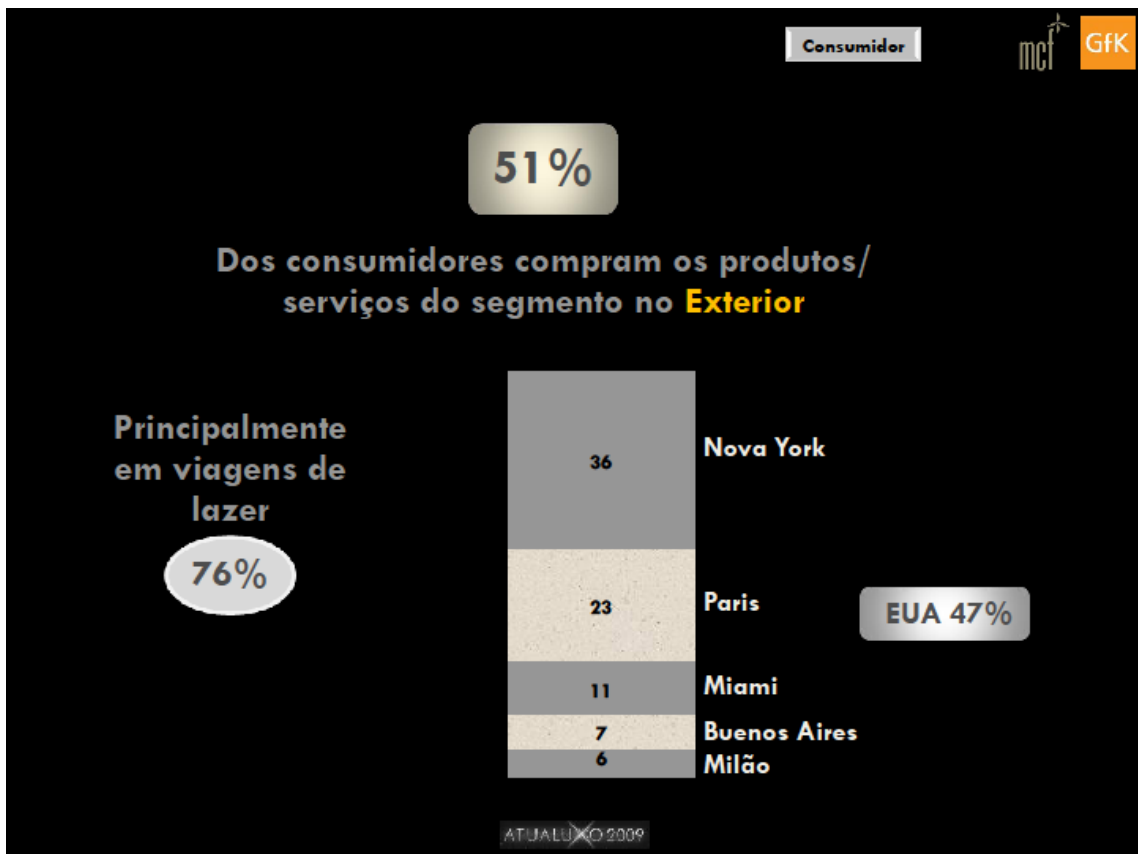 Consumidor
mcf
GfK
51%
Dos consumidores compram os produtos/
serviços do segmento no Exterior
Principalmente
em viagens de
lazer
76%
36
Nova York
23
Paris
EUA 47%
11
Miami
7
Buenos Aires
6
Milão
ATUALUXO 2009